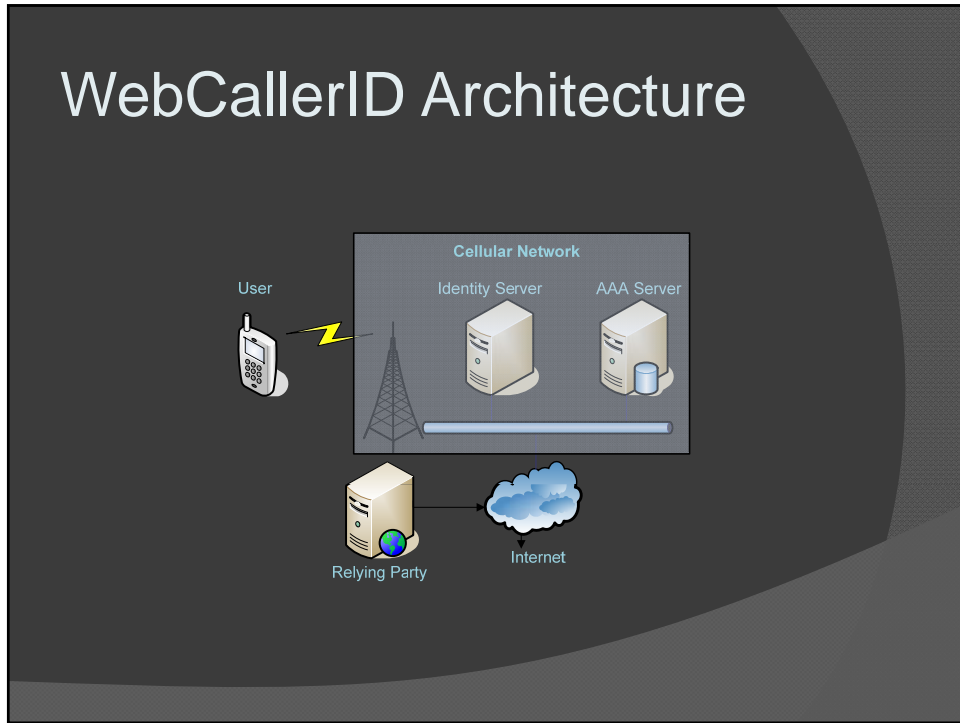 WebCallerID Architecture
Cellular Network
User
Identity Server
AAA Server
Relying Party
Internet